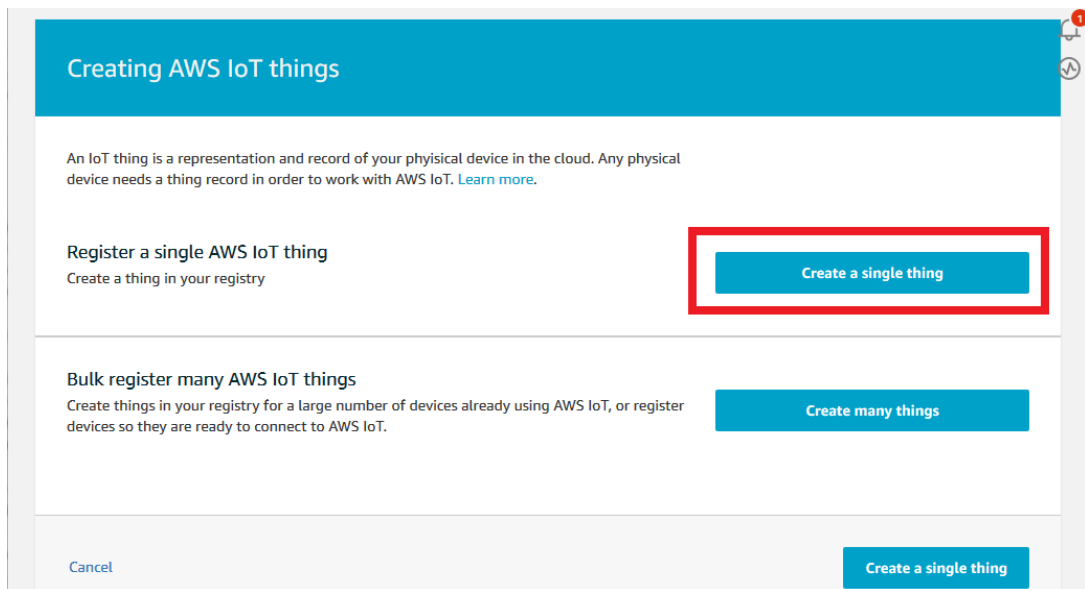 1
Creating AWS IoT things
An IoT thing is a representation and record of your phyisical device in the cloud. Any physical
device needs a thing record in order to work with AWS IoT. Learn more.
Register a single AWS IoT thing
Create a thing in your registry
Create a single thing
Bulk register many AWS IoT things
Create things in your registry for a large number of devices already using AWS IoT, or register
devices so they are ready to connect to AWS IoT.
Create many things
Cancel
Create a single thing